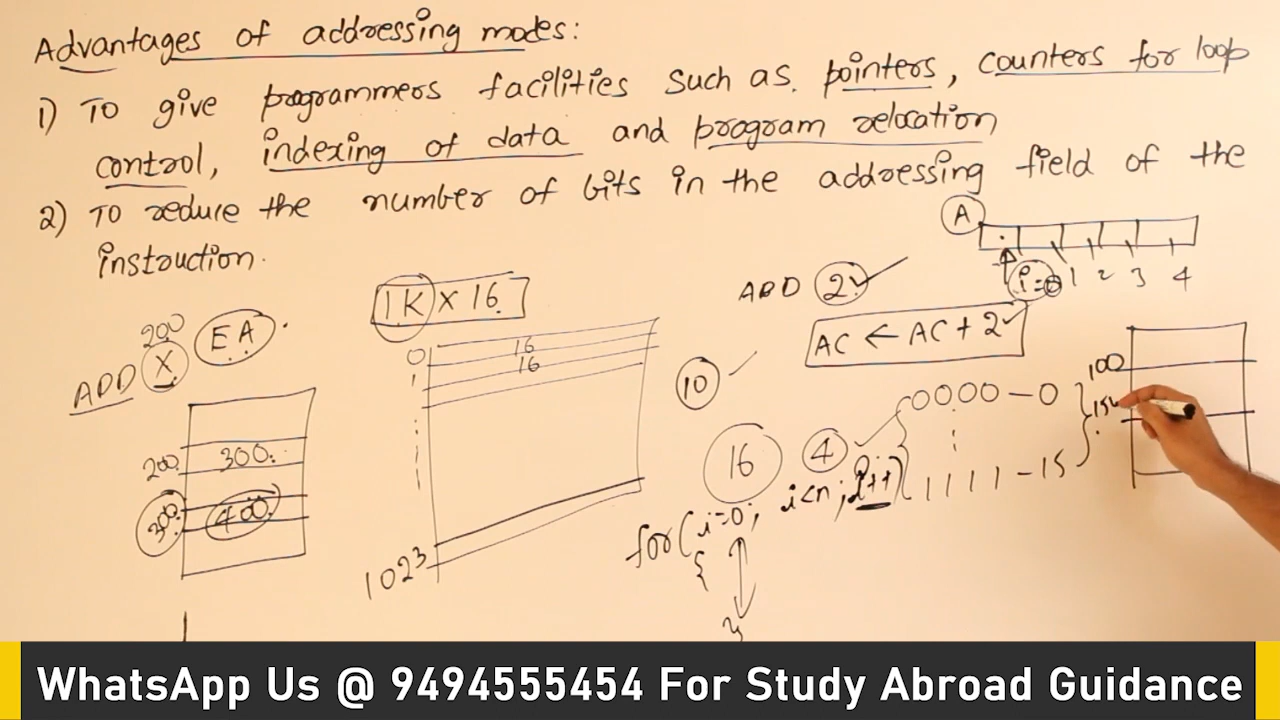 Advantages of addressing modes:
1) To give programmers facilities such as pointers, counters for loop
control, indexing of data and program relocation
2) To reduce the number of bits in the addressing field of the
instruction.
A
i=0 1 2 3 4
ADD 2
AC ← AC + 2
1K X 16
200
ADD X
EA
200 300
300 400
0 16
1 16
1023
10
16
4
0000 - 0
1111 - 15
for (i=0; i<n; i++)
{
}
100
WhatsApp Us @ 9494555454 For Study Abroad Guidance